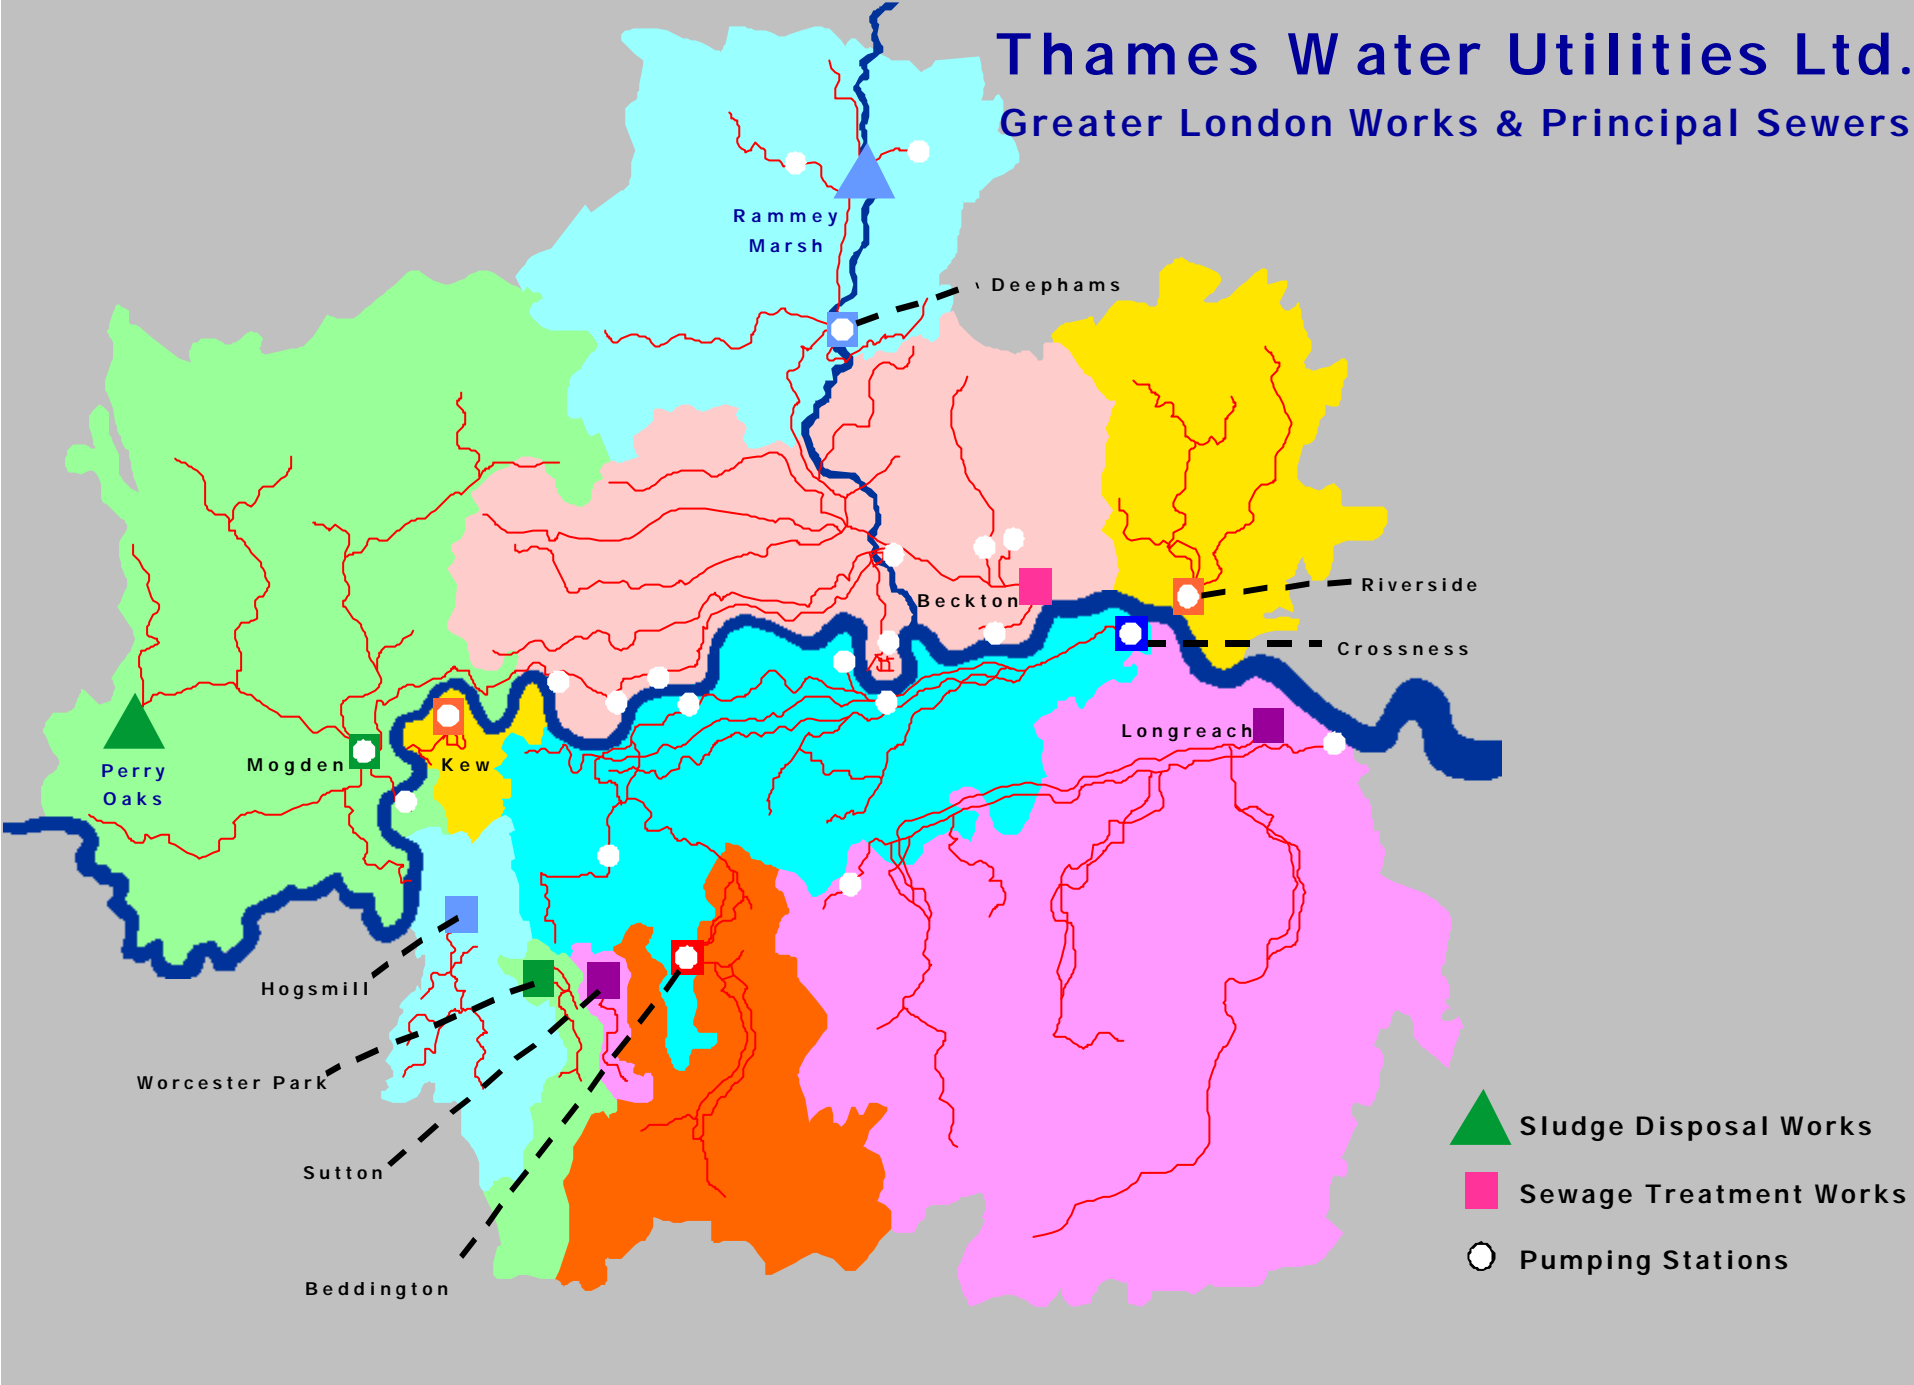 Thames Water Utilities Ltd.
Greater London Works & Principal Sewers
Rammey
Marsh
Deephams
Riverside
Beckton
Crossness
Longreach
Perry
Oaks
Mogden
Kew
Hogsmill
Worcester Park
Sutton
Beddington
Sludge Disposal Works
Sewage Treatment Works
Pumping Stations